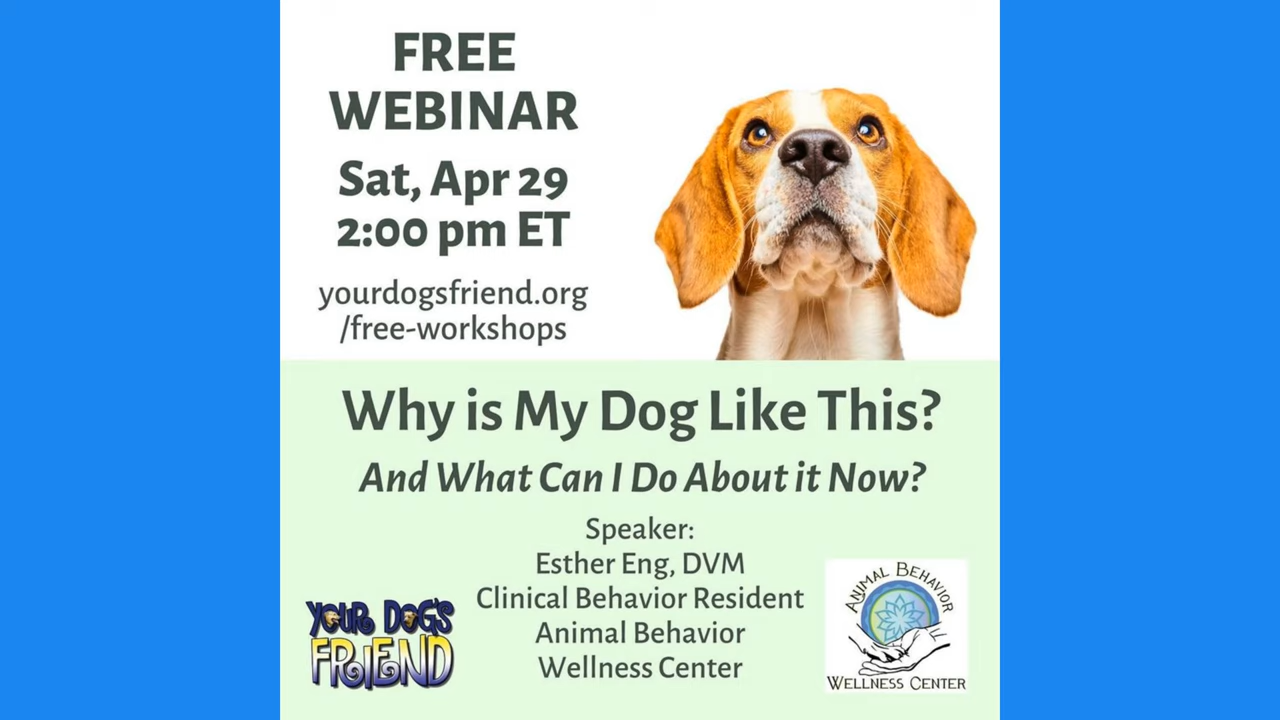 FREE
WEBINAR
Sat, Apr 29
2:00 pm ET
yourdogsfriend.org
/free-workshops
Why is My Dog Like This?
And What Can I Do About it Now?
Speaker:
Esther Eng, DVM
Clinical Behavior Resident
Animal Behavior
Wellness Center
YOUR DOG'S
FRIEND
ANIMAL BEHAVIOR
WELLNESS CENTER